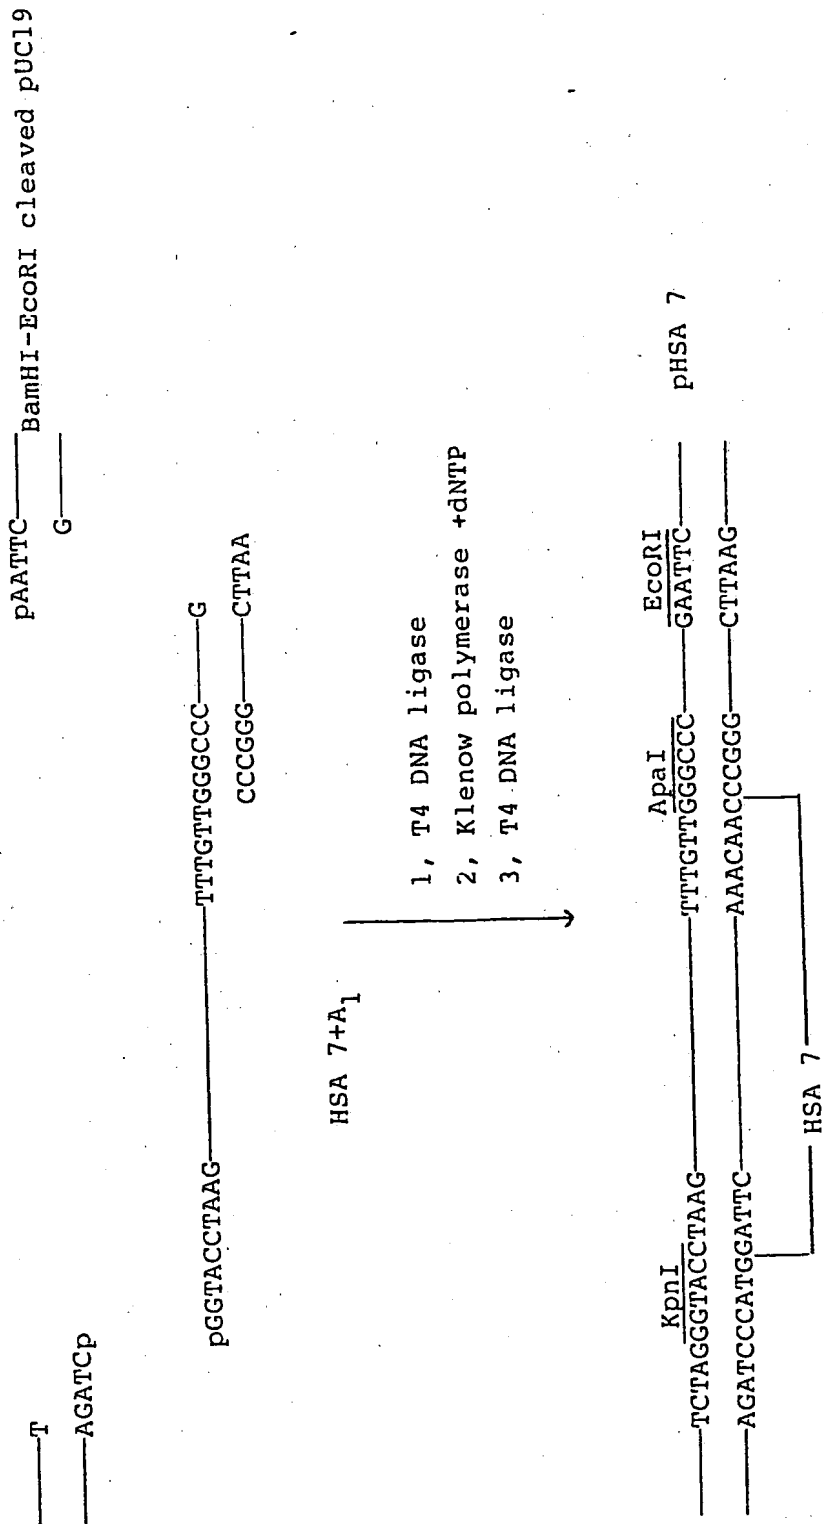 T
pAATTC
BamHI-EcoRI cleaved pUC19
AGATCp
G
pGGTACCTAAG
TTTGTTGGGCCC
G
CCCGGG
CTTAA
HSA 7+A1
1, T4 DNA ligase
2, Klenow polymerase +dNTP
3, T4 DNA ligase
KpnI
ApaI
EcoRI
TCTAGGGTACCTAAG
TTTGTTGGGCCC
GAATTC
pHSA 7
AGATCCCATGGATTC
AAACAACCCGGG
CTTAAG
HSA 7